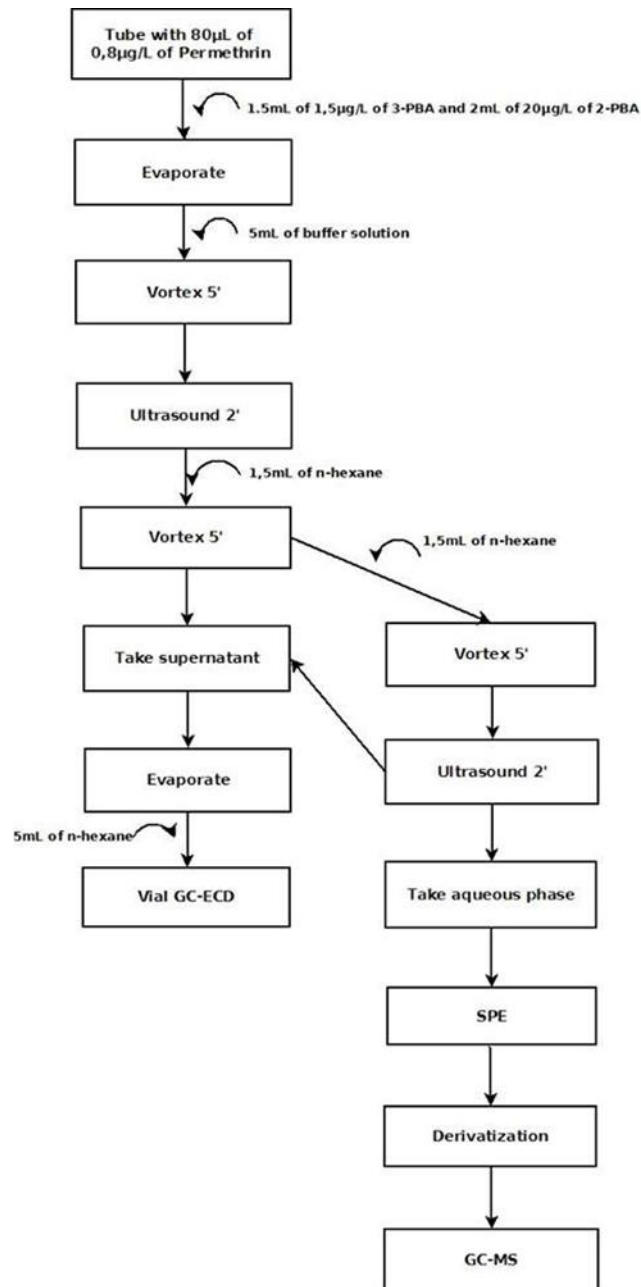 Tube with 80µL of
0,8µg/L of Permethrin
1.5mL of 1,5µg/L of 3-PBA and 2mL of 20µg/L of 2-PBA
Evaporate
5mL of buffer solution
Vortex 5'
Ultrasound 2'
1,5mL of n-hexane
Vortex 5'
1,5mL of n-hexane
Take supernatant
Vortex 5'
Evaporate
Ultrasound 2'
5mL of n-hexane
Vial GC-ECD
Take aqueous phase
SPE
Derivatization
GC-MS